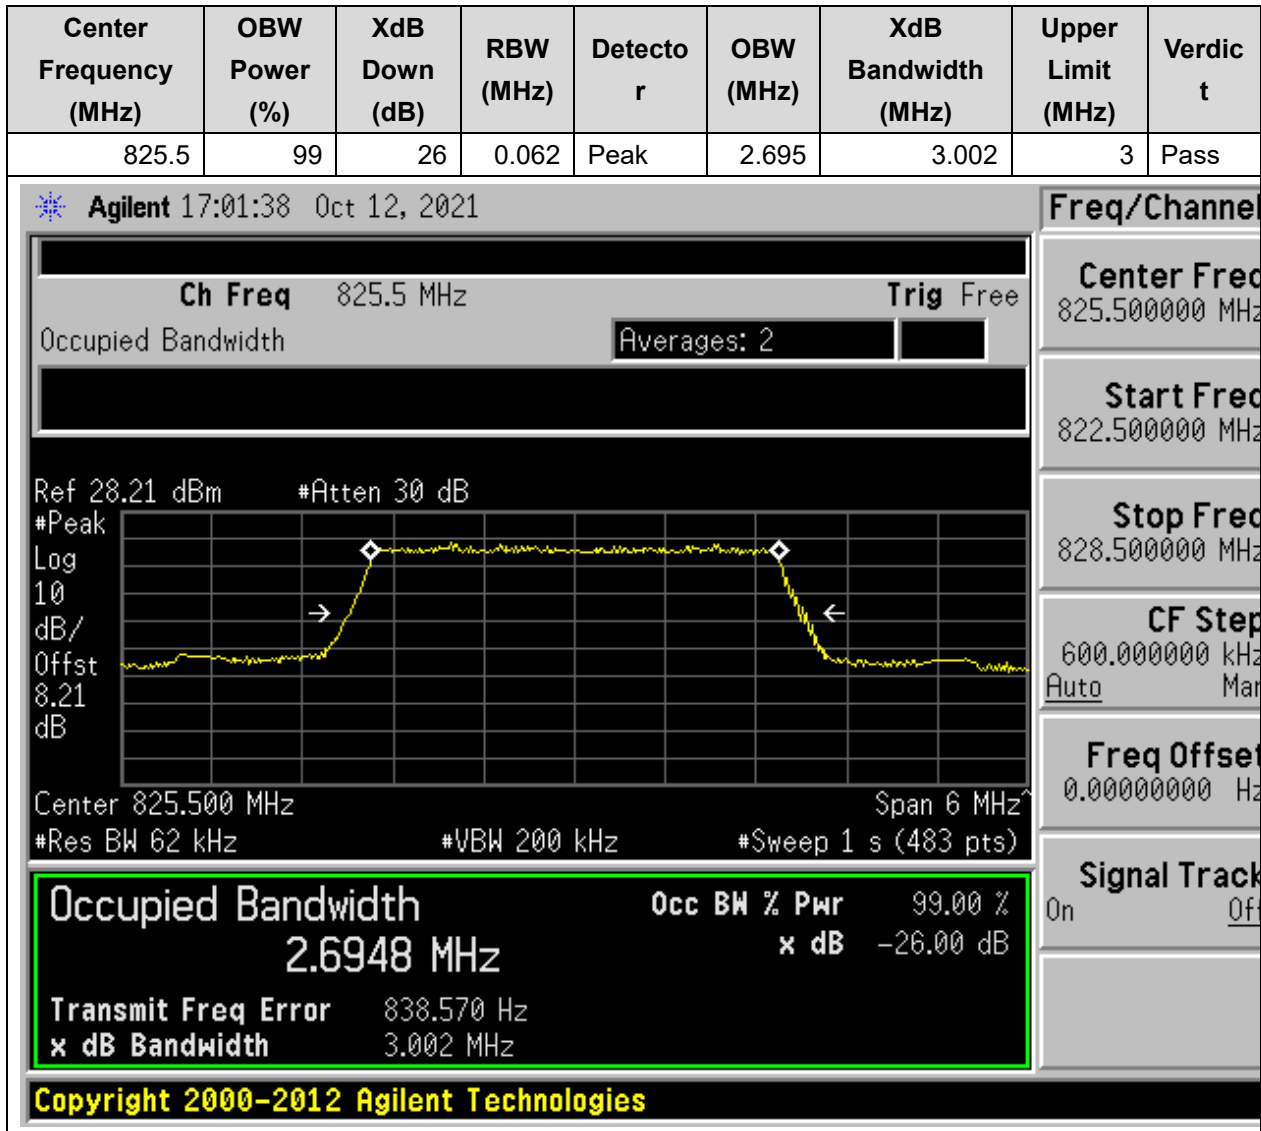 Center Frequency (MHz) OBW Power (%) XdB Down (dB) RBW (MHz) Detector OBW (MHz) XdB Bandwidth (MHz) Upper Limit (MHz) Verdict
825.5 99 26 0.062 Peak 2.695 3.002 3 Pass
Agilent 17:01:38 Oct 12, 2021
Freq/Channel
Ch Freq 825.5 MHz Trig Free
Occupied Bandwidth Averages: 2
Center Freq
825.500000 MHz
Start Freq
822.500000 MHz
Stop Freq
828.500000 MHz
CF Step
600.000000 kHz
Auto Man
Freq Offset
0.00000000 Hz
Signal Track
On Off
Ref 28.21 dBm #Atten 30 dB
#Peak
Log
10
dB/
Offst
8.21
dB
Center 825.500 MHz Span 6 MHz^
#Res BW 62 kHz #VBW 200 kHz #Sweep 1 s (483 pts)
Occupied Bandwidth Occ BW % Pwr 99.00 %
2.6948 MHz x dB -26.00 dB
Transmit Freq Error 838.570 Hz
x dB Bandwidth 3.002 MHz
Copyright 2000-2012 Agilent Technologies